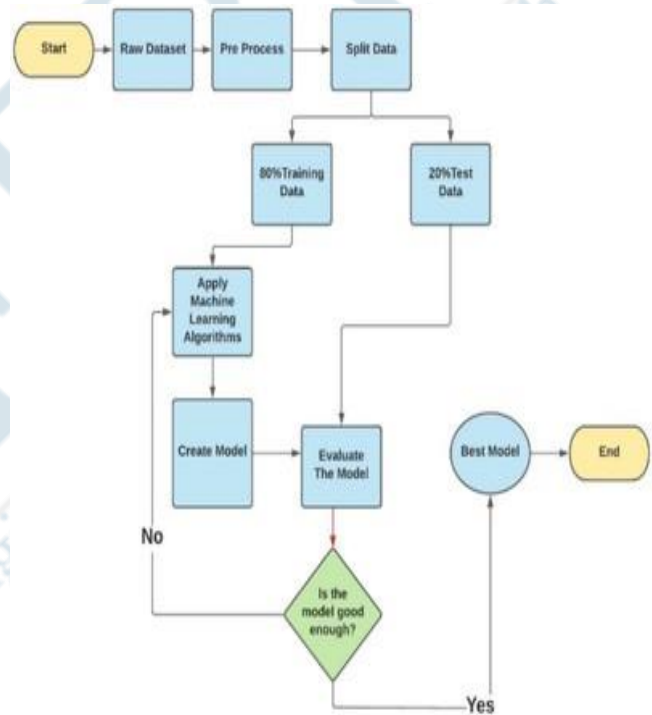 Start
Raw Dataset
Pre Process
Split Data
80%Training
Data
20%Test
Data
Apply
Machine
Learning
Algorithms
Create Model
Evaluate
The Model
Best Model
End
No
Is the
model good
enough?
Yes